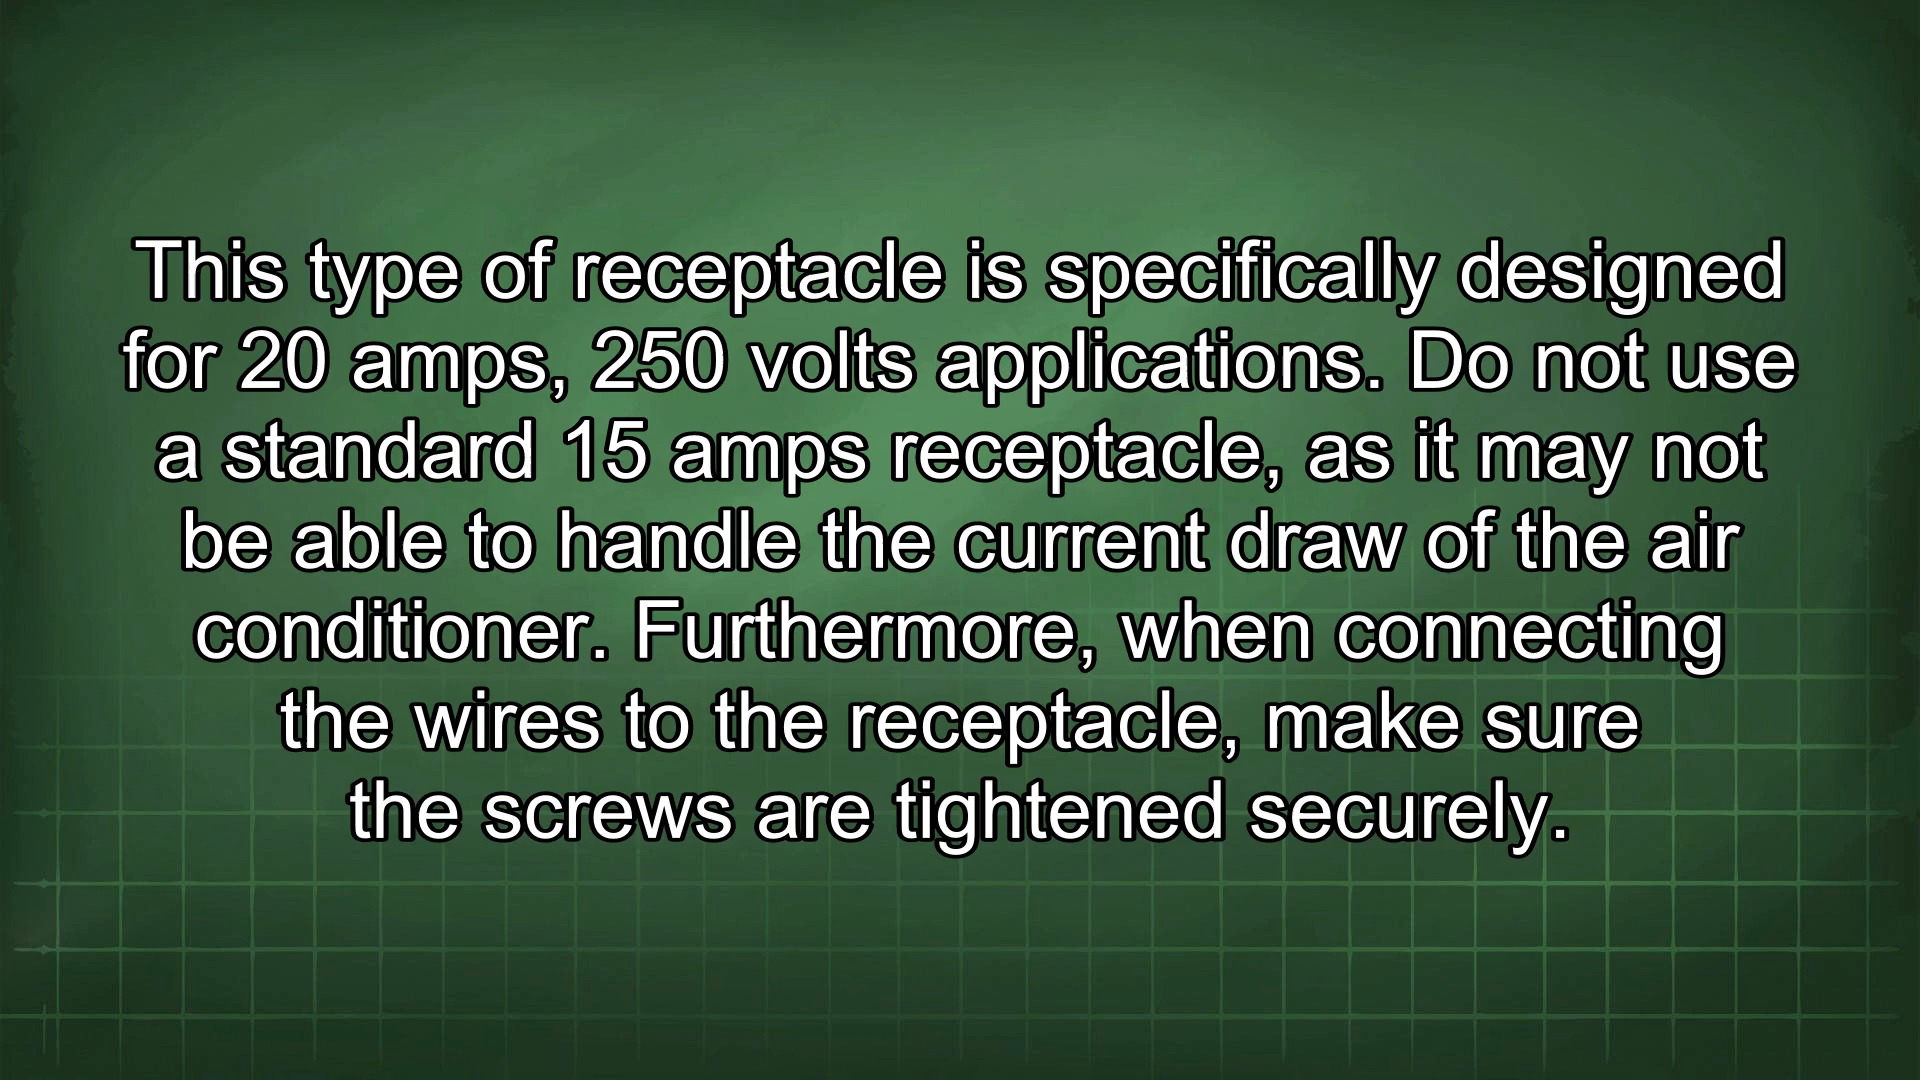 This type of receptacle is specifically designed
for 20 amps, 250 volts applications. Do not use
a standard 15 amps receptacle, as it may not
be able to handle the current draw of the air
conditioner. Furthermore, when connecting
the wires to the receptacle, make sure
the screws are tightened securely.